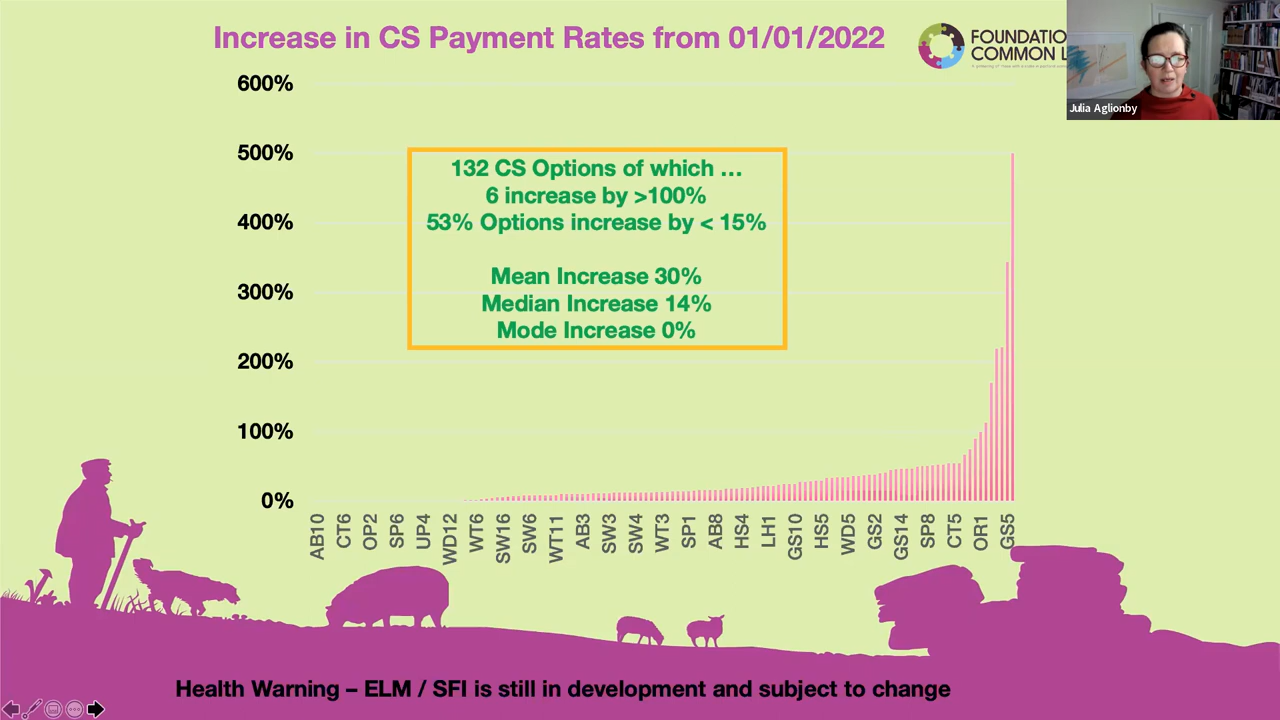 Increase in CS Payment Rates from 01/01/2022
FOUNDATIO
COMMON L
Julia Aglionby
600%
500%
400%
300%
200%
100%
0%
132 CS Options of which ...
6 increase by >100%
53% Options increase by < 15%
Mean Increase 30%
Median Increase 14%
Mode Increase 0%
AB10
CT6
OP2
SP6
UP4
WD12
WT6
SW16
SW6
WT11
AB3
SW3
SW4
WT3
SP1
AB8
HS4
LH1
GS10
HS5
WD5
GS2
GS14
SP8
CT5
OR1
GS5
Health Warning – ELM / SFI is still in development and subject to change